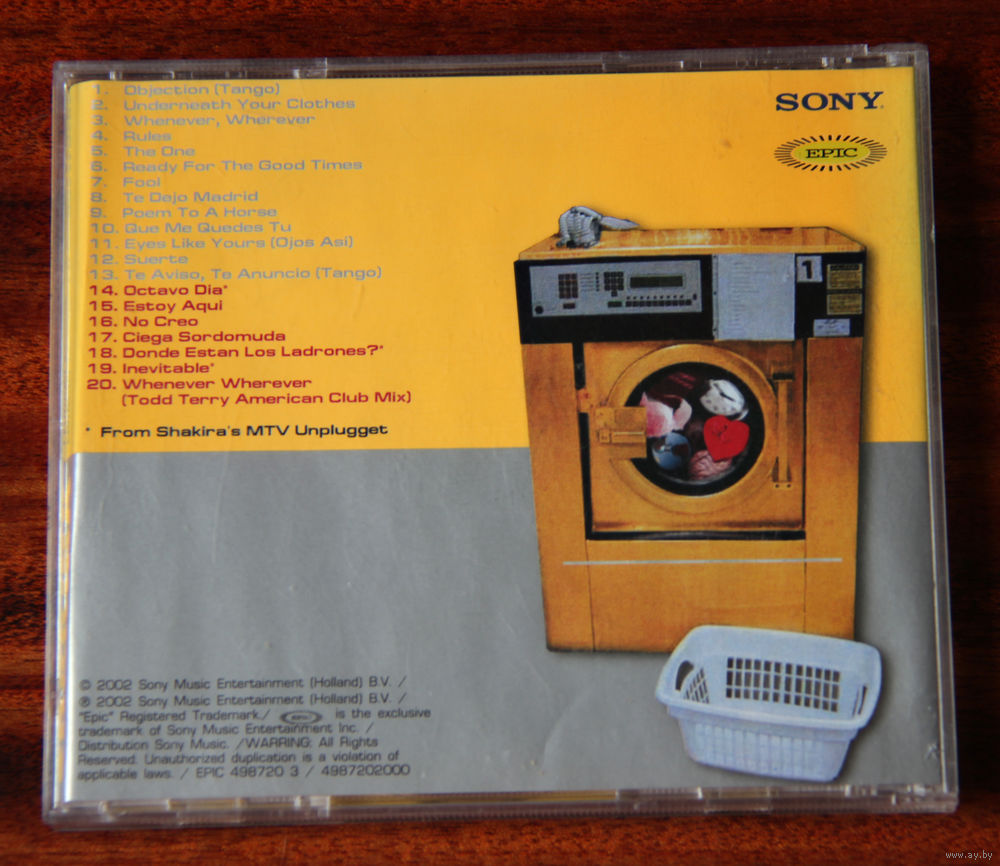 1. Objection (Tango)
2. Underneath Your Clothes
3. Whenever, Wherever
4. Rules
5. The One
6. Ready For The Good Times
7. Fool
8. Te Dejo Madrid
9. Poem To A Horse
10. Que Me Quedes Tu
11. Eyes Like Yours (Ojos Asi)
12. Suerte
13. Te Aviso, Te Anuncio (Tango)
14. Octavo Dia*
15. Estoy Aqui
16. No Creo
17. Ciega Sordomuda
18. Donde Estan Los Ladrones?*
19. Inevitable*
20. Whenever Wherever
(Todd Terry American Club Mix)
* From Shakira's MTV Unplugget
SONY
EPIC
1
© 2002 Sony Music Entertainment (Holland) B.V. /
® 2002 Sony Music Entertainment (Holland) B.V. /
"Epic" Registered Trademark./ is the exclusive
trademark of Sony Music Entertainment Inc. /
Distribution Sony Music. /WARNING: All Rights
Reserved. Unauthorized duplication is a violation of
applicable laws. / EPIC 498720 3 / 4987202000
www.ay.by